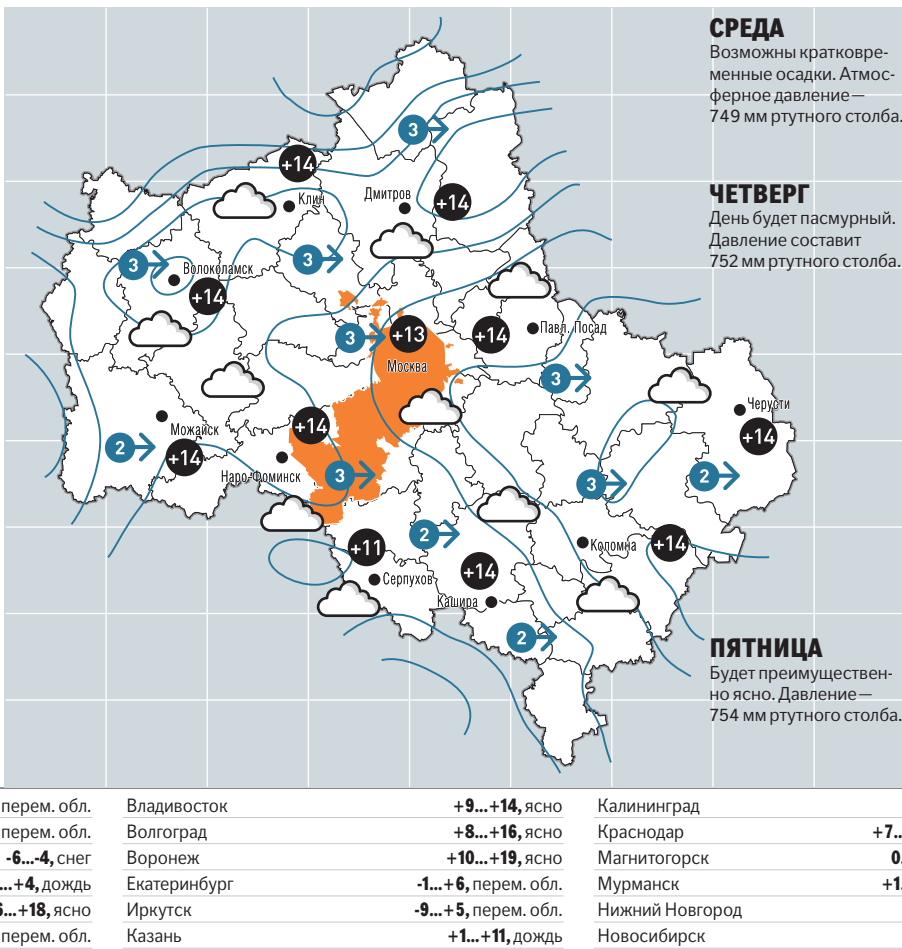 СРЕДА
Возможны кратковре-
менные осадки. Атмос-
ферное давление —
749 мм ртутного столба.
ЧЕТВЕРГ
День будет пасмурный.
Давление составит
752 мм ртутного столба.
3
+14
Клин
Дмитров
+14
3
Волоколамск
3
+14
3
+13
+14
Павл. Посад
Москва
3
Черусти
+14
Можайск
+14
2
+14
Наро-Фоминск
3
3
2
+11
2
Коломна
+14
Серпухов
+14
Кашира
2
ПЯТНИЦА
Будет преимуществен-
но ясно. Давление —
754 мм ртутного столба.
перем. обл.
перем. обл.
-6...-4, снег
...+4, дождь
...+18, ясно
перем. обл.
Владивосток +9...+14, ясно
Волгоград +8...+16, ясно
Воронеж +10...+19, ясно
Екатеринбург -1...+6, перем. обл.
Иркутск -9...+5, перем. обл.
Казань +1...+11, дождь
Калининград
Краснодар +7..
Магнитогорск 0.
Мурманск +1.
Нижний Новгород
Новосибирск